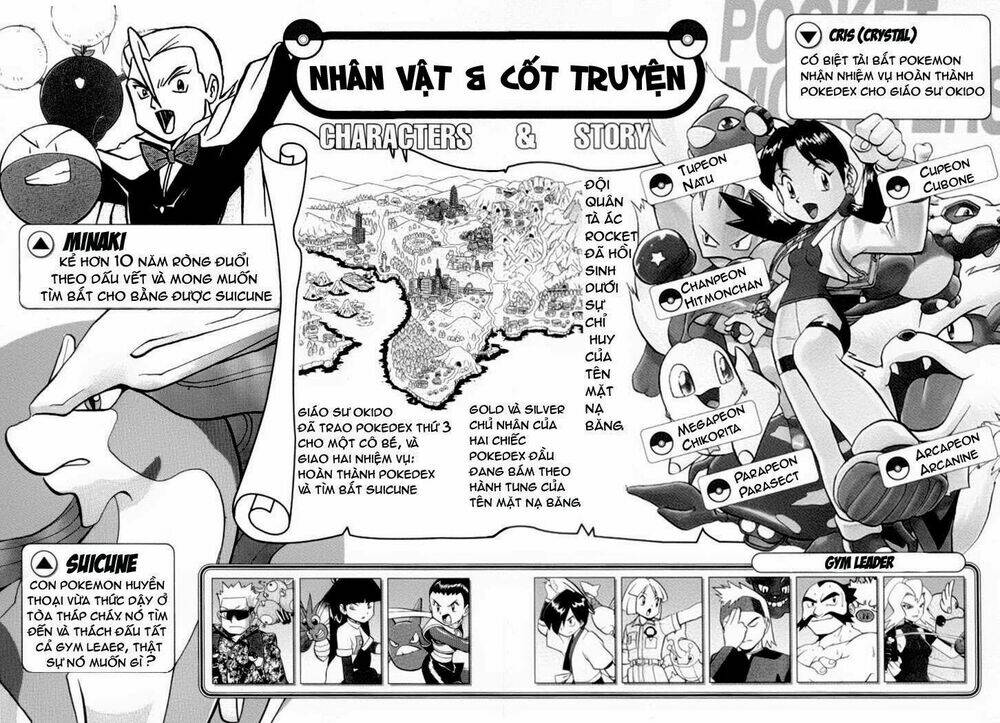 NHÂN VẬT & CỐT TRUYỆN
CHARACTERS & STORY
CRIS (CRYSTAL)
CÓ BIỆT TÀI BẮT POKEMON
NHẬN NHIỆM VỤ HOÀN THÀNH
POKEDEX CHO GIÁO SƯ OKIDO
MINAKI
KẺ HƠN 10 NĂM RÒNG ĐUỔI
THEO DẤU VẾT VÀ MONG MUỐN
TÌM BẮT CHO BẰNG ĐƯỢC SUICUNE
ĐỘI
QUÂN
TÀ ÁC
ROCKET
ĐÃ HỒI
SINH
DƯỚI
SỰ
CHỈ
HUY
CỦA
TÊN
MẶT
NẠ
BĂNG
TUPEON
NATU
CUPEON
CUBONE
CHANPEON
HITMONCHAN
MEGAPEON
CHIKORITA
PARAPEON
PARASECT
ARCAPEON
ARCANINE
GIÁO SƯ OKIDO
ĐÃ TRAO POKEDEX THỨ 3
CHO MỘT CÔ BÉ, VÀ
GIAO HAI NHIỆM VỤ:
HOÀN THÀNH POKEDEX
VÀ TÌM BẮT SUICUNE
GOLD VÀ SILVER
CHỦ NHÂN CỦA
HAI CHIẾC
POKEDEX ĐẦU
ĐANG BÁM THEO
HÀNH TUNG CỦA
TÊN MẶT NẠ BĂNG
SUICUNE
CON POKEMON HUYỀN
THOẠI VỪA THỨC DẬY Ở
TÒA THÁP CHÁY NÓ TÌM
ĐẾN VÀ THÁCH ĐẤU TẤT
CẢ GYM LEAER, THẬT
SỰ NÓ MUỐN GÌ?
GYM LEADER